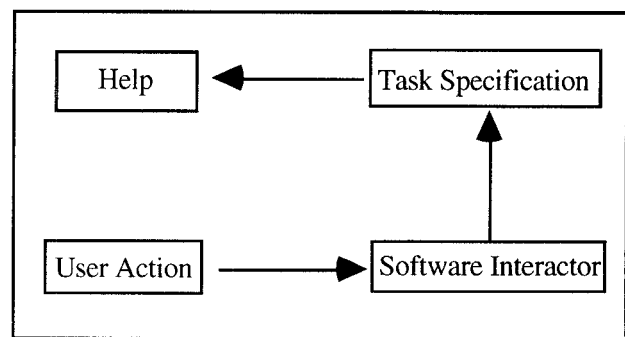 Help
Task Specification
User Action
Software Interactor